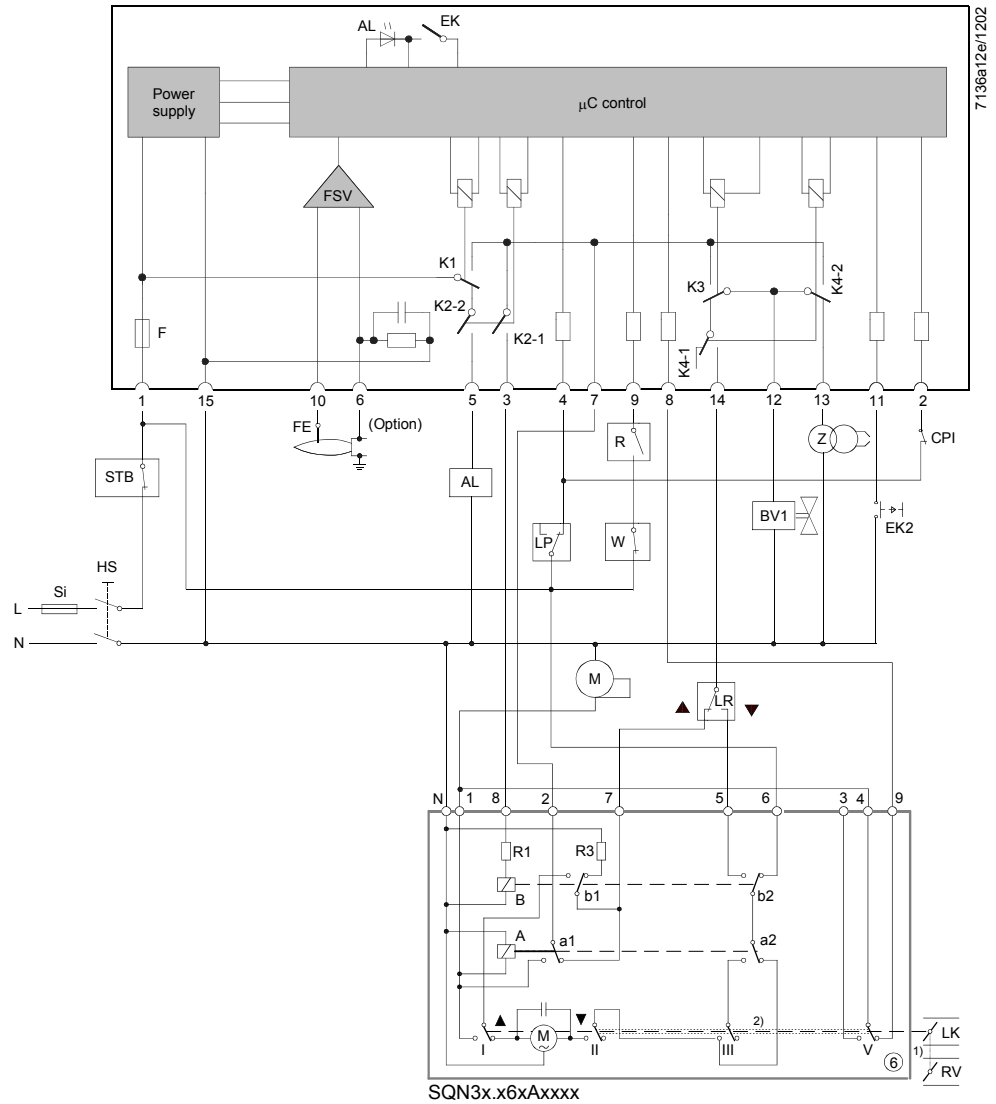 7136a12e/1202
AL EK
Power
supply
μC control
FSV
K1
K2-2
K2-1
K3
K4-2
K4-1
F
1 15 10 6 5 3 4 7 9 8 14 12 13 11 2
FE (Option)
STB
AL
R
Z
CPI
LP
W
BV1
EK2
HS
Si
L
N
M
LR
N 1 8 2 7 5 6 3 4 9
R1 R3
B b1 b2
A a1 a2
M
I II III 2) V
LK
1)
RV
6
SQN3x.x6xAxxxx